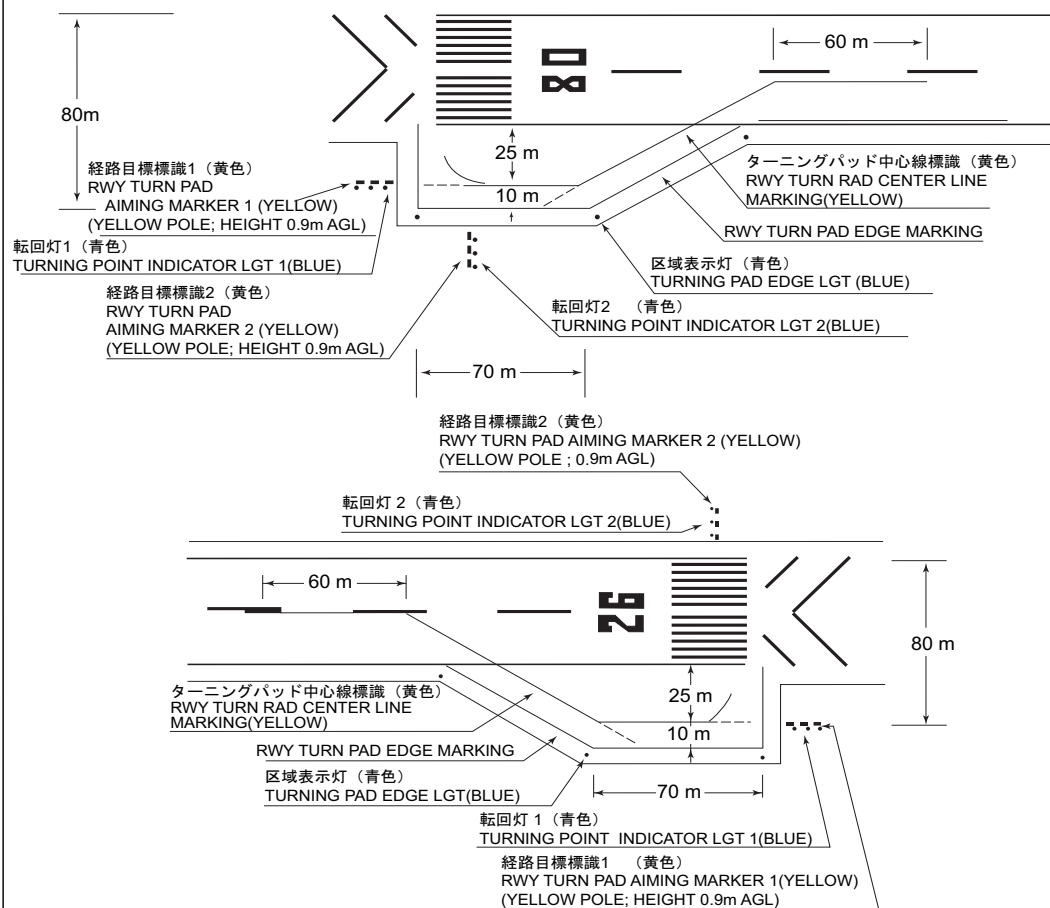 60 m
80m
08
経路目標標識1（黄色）
RWY TURN PAD
AIMING MARKER 1 (YELLOW)
(YELLOW POLE; HEIGHT 0.9m AGL)
25 m
10 m
ターニングパッド中心線標識（黄色）
RWY TURN RAD CENTER LINE
MARKING(YELLOW)
RWY TURN PAD EDGE MARKING
転回灯1（青色）
TURNING POINT INDICATOR LGT 1(BLUE)
区域表示灯（青色）
TURNING PAD EDGE LGT (BLUE)
経路目標標識2（黄色）
RWY TURN PAD
AIMING MARKER 2 (YELLOW)
(YELLOW POLE; HEIGHT 0.9m AGL)
転回灯2 （青色）
TURNING POINT INDICATOR LGT 2(BLUE)
70 m
経路目標標識2（黄色）
RWY TURN PAD AIMING MARKER 2 (YELLOW)
(YELLOW POLE ; 0.9m AGL)
転回灯 2（青色）
TURNING POINT INDICATOR LGT 2(BLUE)
60 m
26
80 m
25 m
10 m
ターニングパッド中心線標識（黄色）
RWY TURN RAD CENTER LINE
MARKING(YELLOW)
RWY TURN PAD EDGE MARKING
区域表示灯（青色）
TURNING PAD EDGE LGT(BLUE)
70 m
転回灯 1（青色）
TURNING POINT INDICATOR LGT 1(BLUE)
経路目標標識1 （黄色）
RWY TURN PAD AIMING MARKER 1(YELLOW)
(YELLOW POLE; HEIGHT 0.9m AGL)